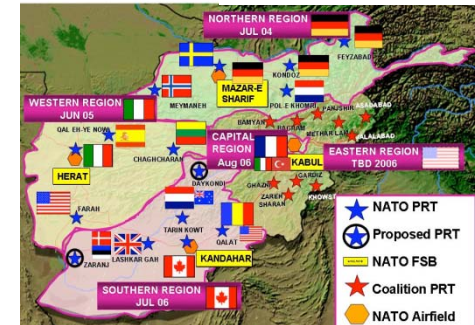 NORTHERN REGION
JUL 04
FEYZABAD
KONDOZ
MAZAR-E
SHARIF
MEYMANEH
POL-E KHOMRI
WESTERN REGION
JUN 05
PANJSHIR
ASADABAD
BAMYAN
BAGRAM
METHAR LAM
JALALABAD
QAL EH-YE NOW
CAPITAL
REGION
Aug 06
KABUL
EASTERN REGION
TBD 2006
CHAGHCHARAN
HERAT
DAYKONDI
GHAZNI
GARDIZ
ZAREH
SHARAN
KHOWST
FARAH
TARIN KOWT
QALAT
ZARANJ
LASHKAR GAH
KANDAHAR
SOUTHERN REGION
JUL 06
NATO PRT
Proposed PRT
NATO FSB
Coalition PRT
NATO Airfield